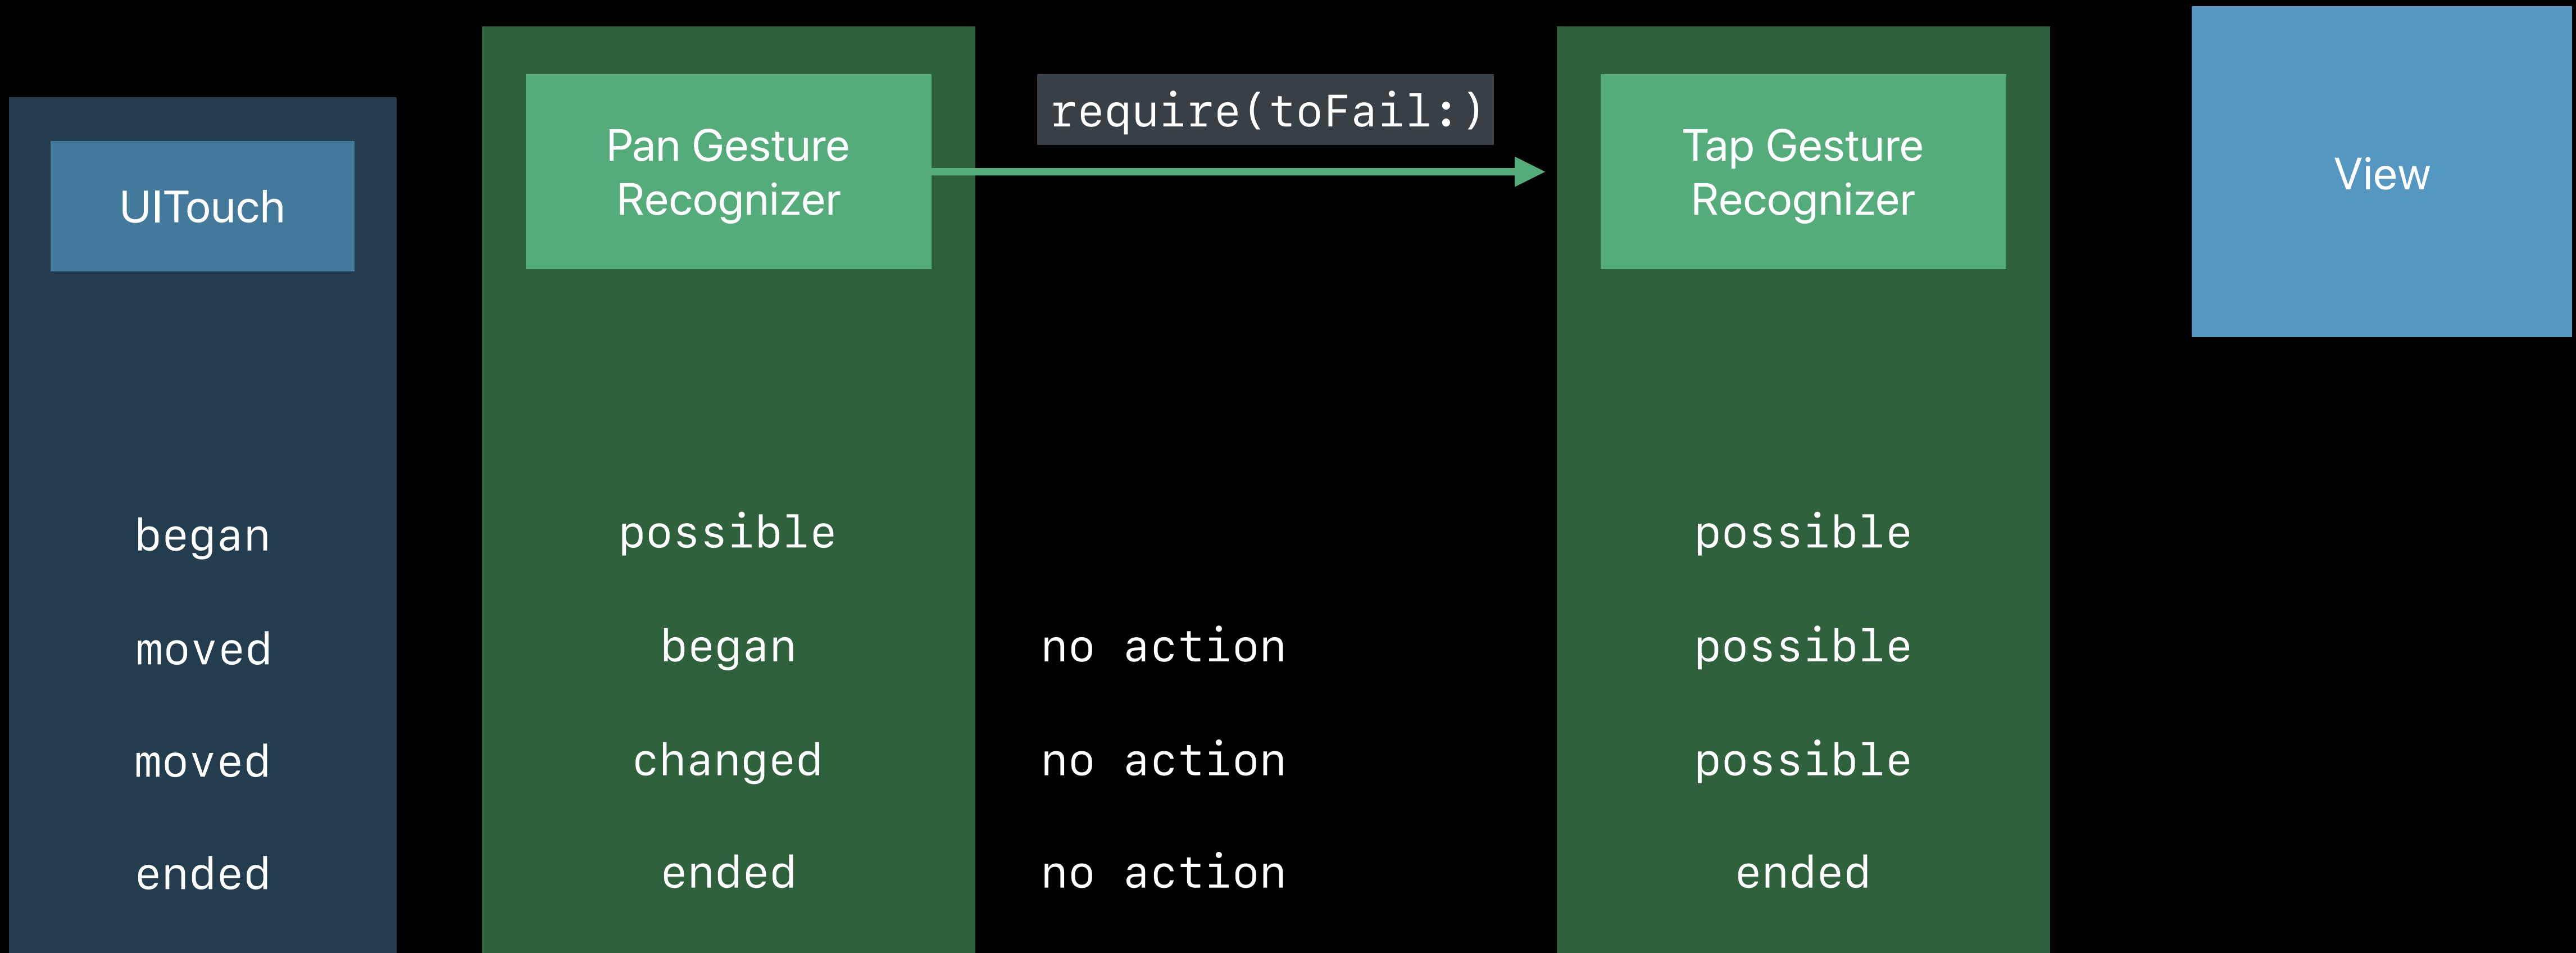 UITouch
Pan Gesture
Recognizer
require(toFail:)
Tap Gesture
Recognizer
View
began
possible
possible
moved
began
no action
possible
moved
changed
no action
possible
ended
ended
no action
ended